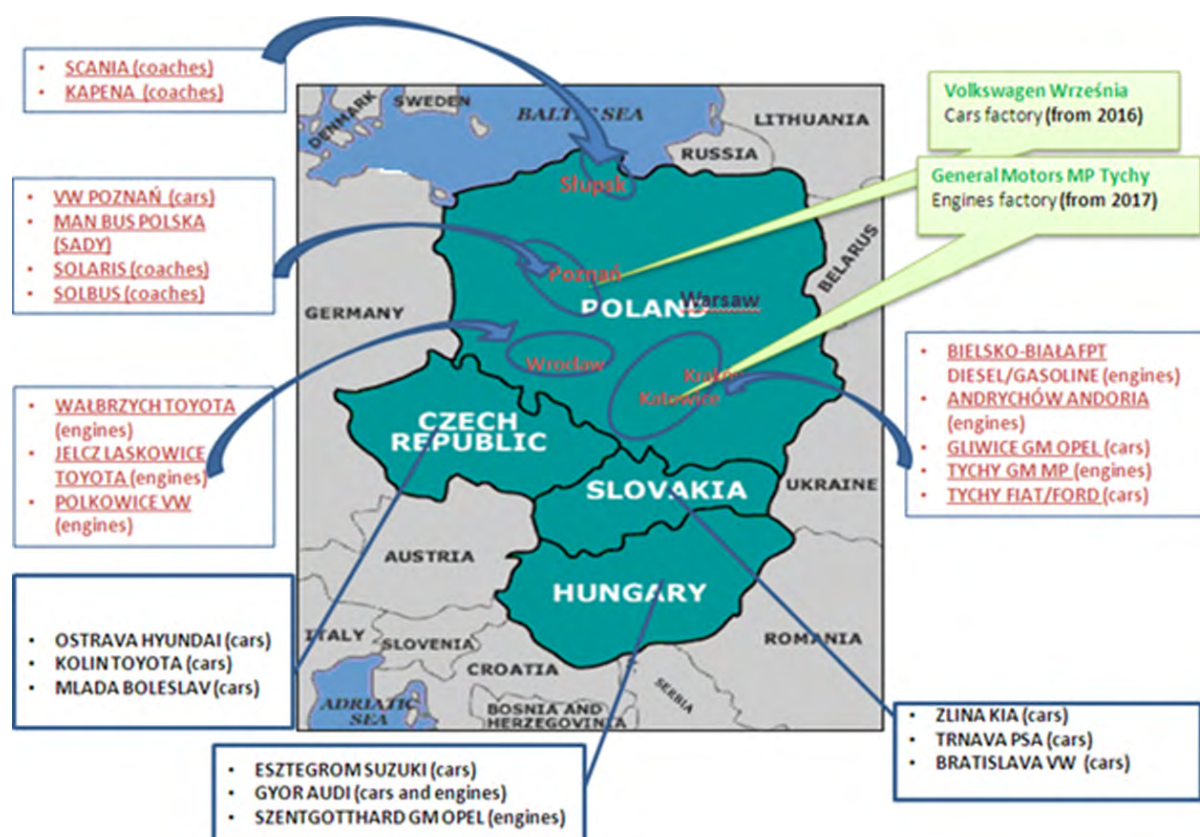 SCANIA (coaches)
KAPENA (coaches)
VW POZNAŃ (cars)
MAN BUS POLSKA
(SADY)
SOLARIS (coaches)
SOLBUS (coaches)
WAŁBRZYCH TOYOTA
(engines)
JELCZ LASKOWICE
TOYOTA (engines)
POLKOWICE VW
(engines)
OSTRAVA HYUNDAI (cars)
KOLIN TOYOTA (cars)
MLADA BOLESLAV (cars)
ESZTEGROM SUZUKI (cars)
GYOR AUDI (cars and engines)
SZENTGOTTHARD GM OPEL (engines)
ZLINA KIA (cars)
TRNAVA PSA (cars)
BRATISLAVA VW (cars)
BIELSKO-BIAŁA FPT
DIESEL/GASOLINE (engines)
ANDRYCHÓW ANDORIA
(engines)
GLIWICE GM OPEL (cars)
TYCHY GM MP (engines)
TYCHY FIAT/FORD (cars)
Volkswagen Września
Cars factory (from 2016)
General Motors MP Tychy
Engines factory (from 2017)
DENMARK
SWEDEN
BALTIC SEA
LITHUANIA
RUSSIA
BELARUS
Słupsk
Poznań
POLAND
Warsaw
GERMANY
Wrocław
Kraków
Katowice
CZECH
REPUBLIC
SLOVAKIA
UKRAINE
AUSTRIA
HUNGARY
ITALY
SLOVENIA
CROATIA
ROMANIA
ADRIATIC
SEA
BOSNIA AND
HERZEGOVINIA
SERBIA